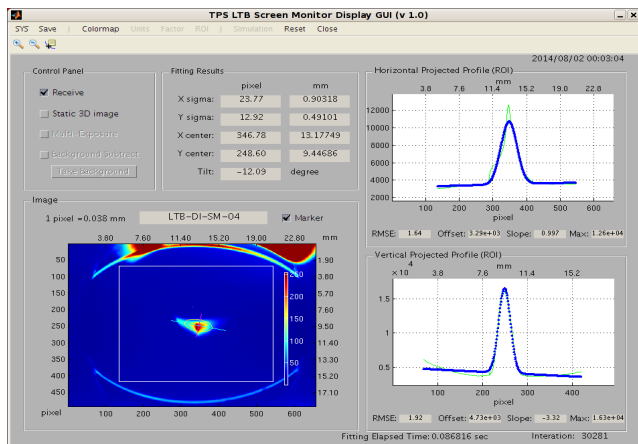 TPS LTB Screen Monitor Display GUI (v 1.0)
SYS Save | Colormap Units Factor ROI | Simulation Reset Close
2014/08/02 00:03:04
Control Panel
Receive
Static 3D image
Multi-Exposure
Background Subtract
Take Background
Fitting Results
pixel mm
X sigma: 23.77 0.90318
Y sigma: 12.92 0.49101
X center: 346.78 13.17749
Y center: 248.60 9.44686
Tilt: -12.09 degree
Horizontal Projected Profile (ROI)
mm
3.8 7.6 11.4 15.2 19.0 22.8
12000
10000
8000
6000
4000
2000
100 200 300 400 500 600
pixel
RMSE: 1.64 Offset: 3.29e+03 Slope: 0.997 Max: 1.26e+04
Image
1 pixel =0.038 mm LTB-DI-SM-04 Marker
3.80 7.60 11.40 15.20 19.00 22.80 mm
50 1.90
100 3.80
150 5.70
200 7.60
250 9.50
300 11.40
350 13.30
400 15.20
450 17.10
250
200
150
100
50
0
pixel 100 200 300 400 500 600
Vertical Projected Profile (ROI)
x 10 4 mm
3.8 7.6 11.4 15.2
1.5
1
0.5
100 200 300 400
pixel
RMSE: 1.92 Offset: 4.73e+03 Slope: -3.32 Max: 1.63e+04
Fitting Elapsed Time: 0.086816 sec Interation: 30281